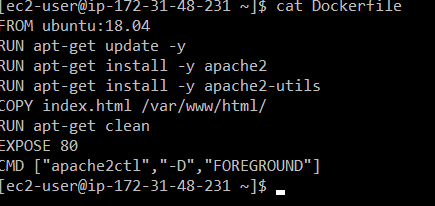 [ec2-user@ip-172-31-48-231 ~]$ cat Dockerfile
FROM ubuntu:18.04
RUN apt-get update -y
RUN apt-get install -y apache2
RUN apt-get install -y apache2-utils
COPY index.html /var/www/html/
RUN apt-get clean
EXPOSE 80
CMD ["apache2ctl","-D","FOREGROUND"]
[ec2-user@ip-172-31-48-231 ~]$